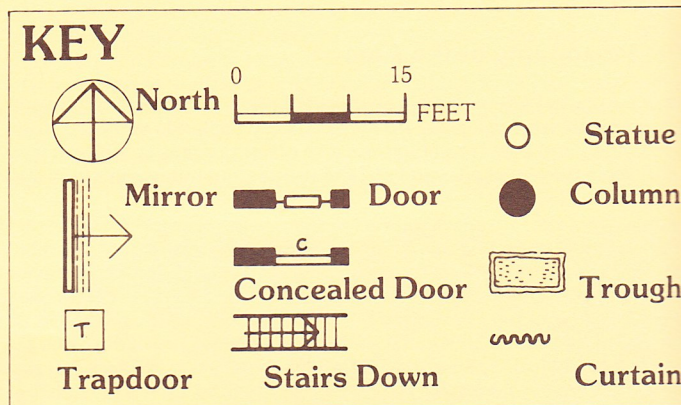 KEY
0 15
North
FEET
Statue
Mirror Door Column
C
Concealed Door
Trough
T
Trapdoor Stairs Down Curtain